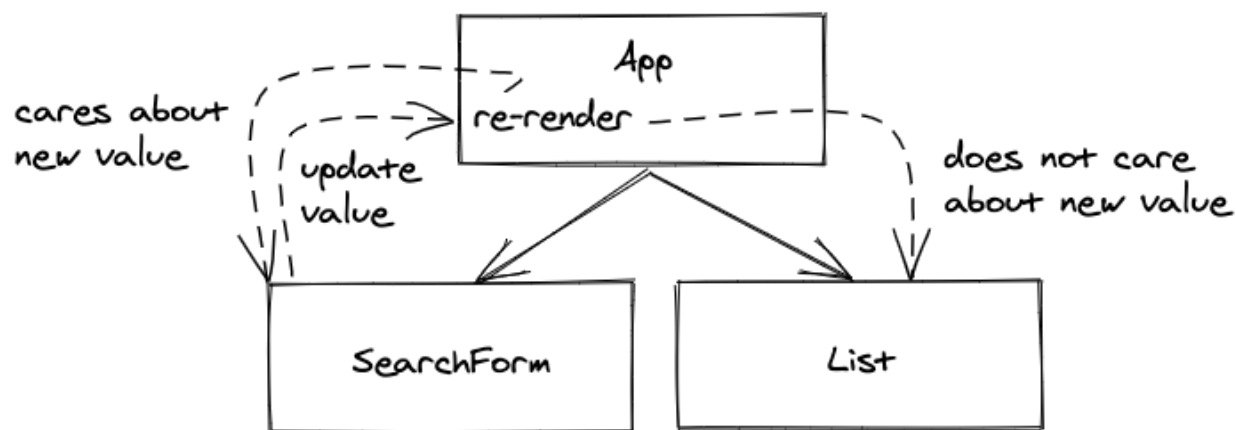 App
cares about
new value
re-render
update
value
does not care
about new value
SearchForm
List